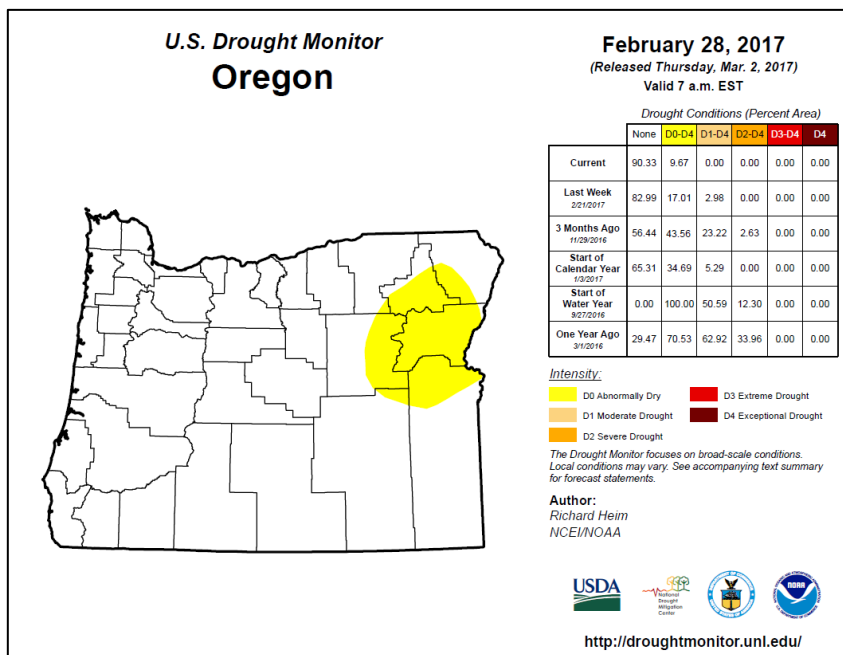 U.S. Drought Monitor
Oregon
February 28, 2017
(Released Thursday, Mar. 2, 2017)
Valid 7 a.m. EST
Drought Conditions (Percent Area)
None D0-D4 D1-D4 D2-D4 D3-D4 D4
Current 90.33 9.67 0.00 0.00 0.00 0.00
Last Week
2/21/2017
82.99 17.01 2.98 0.00 0.00 0.00
3 Months Ago
11/29/2016
56.44 43.56 23.22 2.63 0.00 0.00
Start of
Calendar Year
1/3/2017
65.31 34.69 5.29 0.00 0.00 0.00
Start of
Water Year
9/27/2016
0.00 100.00 50.59 12.30 0.00 0.00
One Year Ago
3/1/2016
29.47 70.53 62.92 33.96 0.00 0.00
Intensity:
D0 Abnormally Dry
D1 Moderate Drought
D2 Severe Drought
D3 Extreme Drought
D4 Exceptional Drought
The Drought Monitor focuses on broad-scale conditions.
Local conditions may vary. See accompanying text summary
for forecast statements.
Author:
Richard Heim
NCEI/NOAA
USDA
National
Drought
Mitigation
Center
NOAA
http://droughtmonitor.unl.edu/